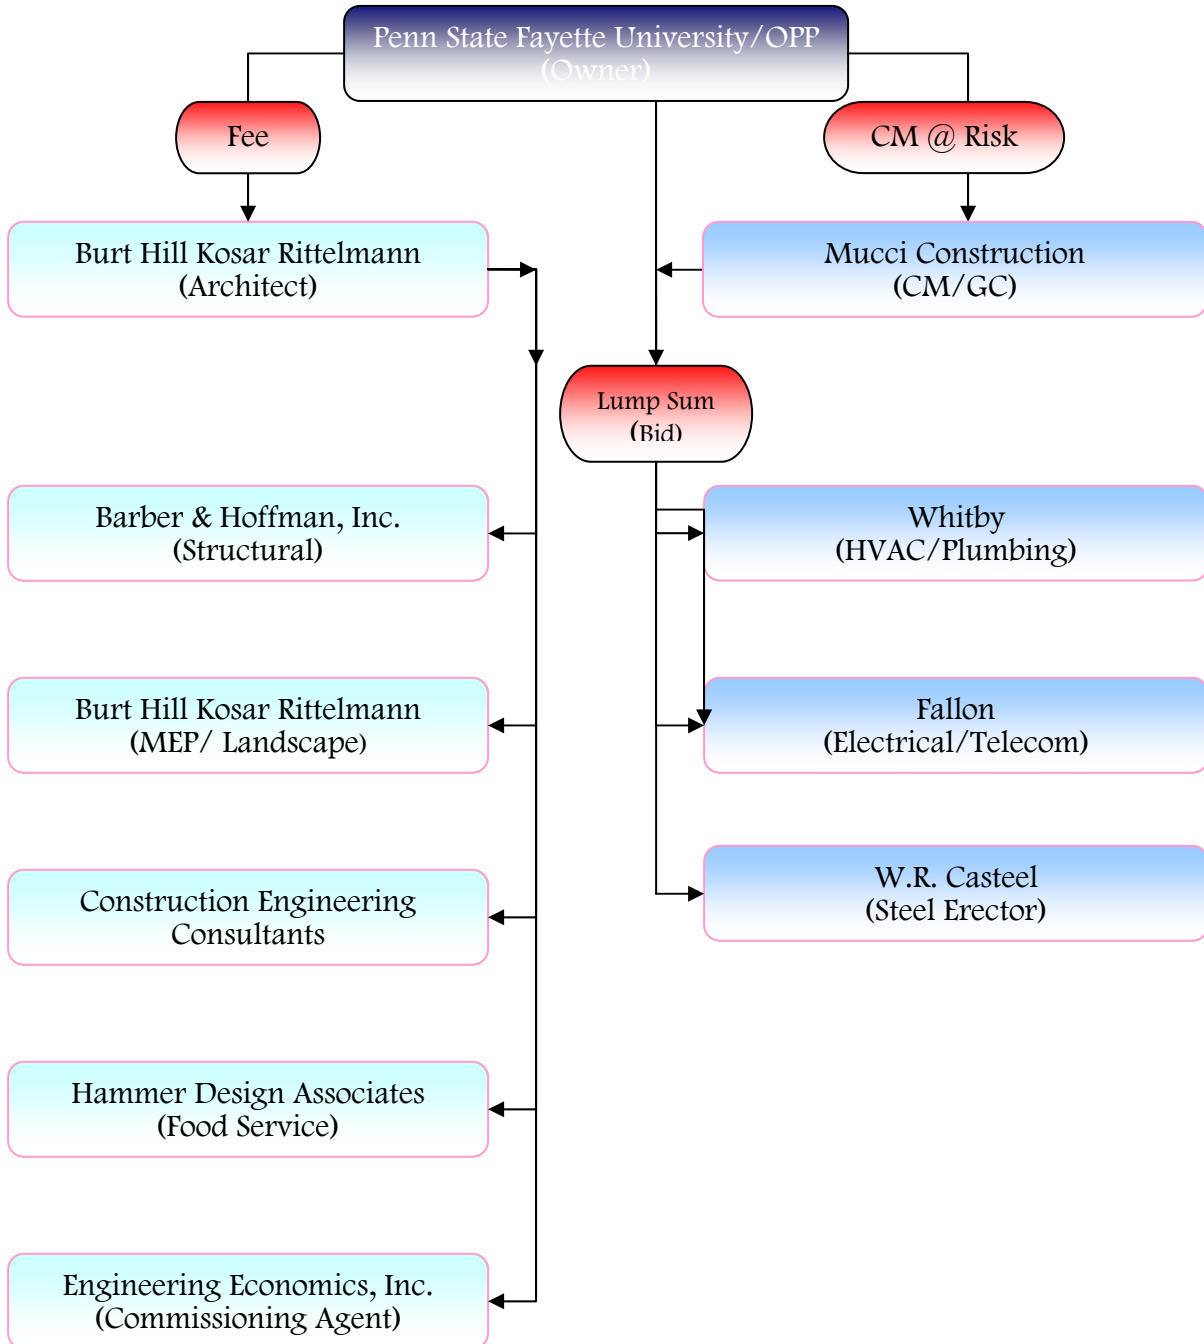 Penn State Fayette University/OPP
(Owner)
Fee
CM @ Risk
Burt Hill Kosar Rittelmann
(Architect)
Mucci Construction
(CM/GC)
Lump Sum
(Bid)
Barber & Hoffman, Inc.
(Structural)
Whitby
(HVAC/Plumbing)
Burt Hill Kosar Rittelmann
(MEP/ Landscape)
Fallon
(Electrical/Telecom)
Construction Engineering
Consultants
W.R. Casteel
(Steel Erector)
Hammer Design Associates
(Food Service)
Engineering Economics, Inc.
(Commissioning Agent)